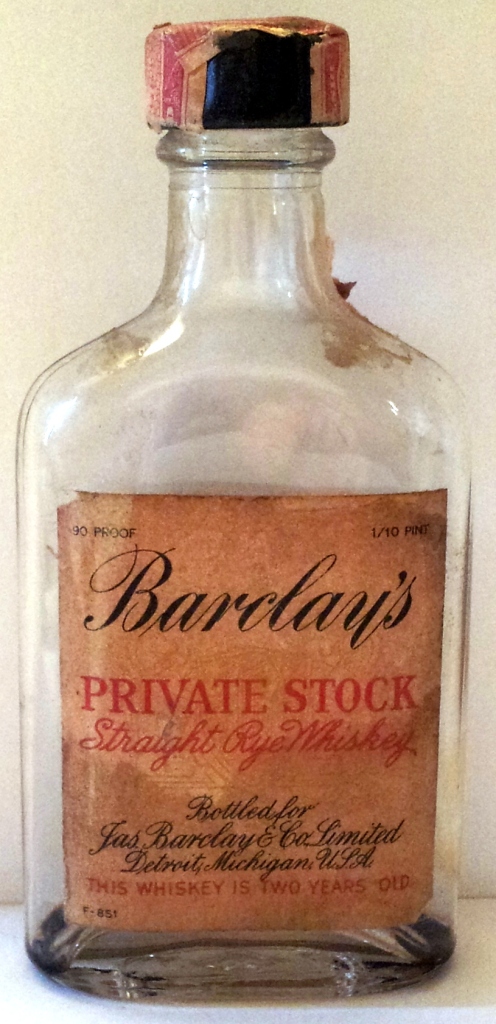 90 PROOF 1/10 PINT
Barclay's
PRIVATE STOCK
Straight Rye Whiskey
Bottled for
Jas. Barclay & Co. Limited
Detroit, Michigan, U.S.A.
THIS WHISKEY IS TWO YEARS OLD
F-851